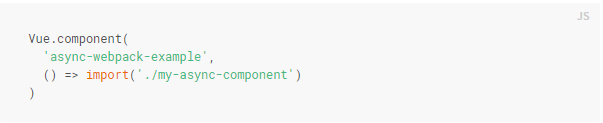 JS
Vue.component(
  'async-webpack-example',
  () => import('./my-async-component')
)